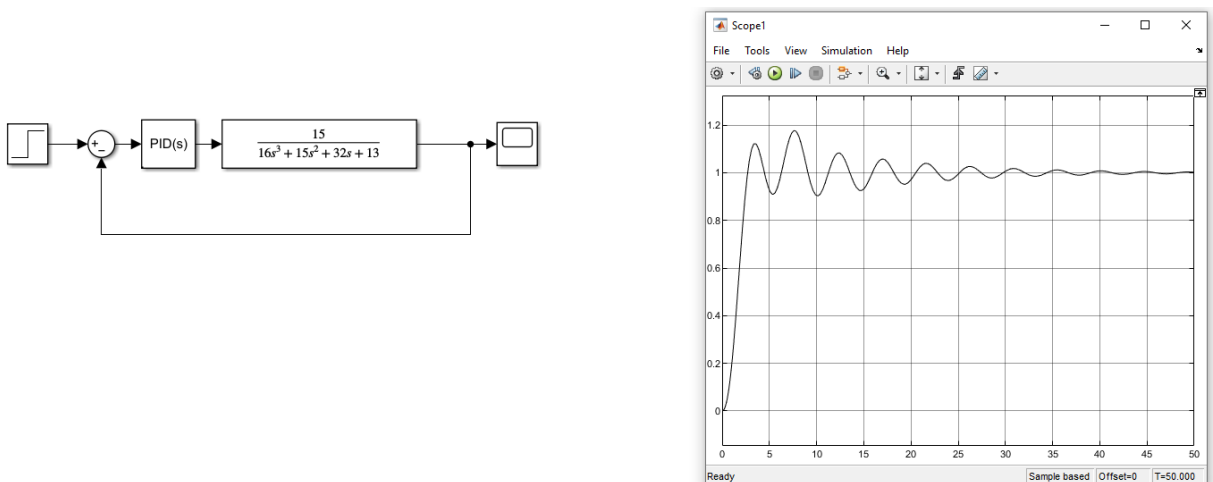 PID(s)
15
16s³ + 15s² + 32s + 13
Scope1
File Tools View Simulation Help
1.2
1
0.8
0.6
0.4
0.2
0
0 5 10 15 20 25 30 35 40 45 50
Ready Sample based Offset=0 T=50.000